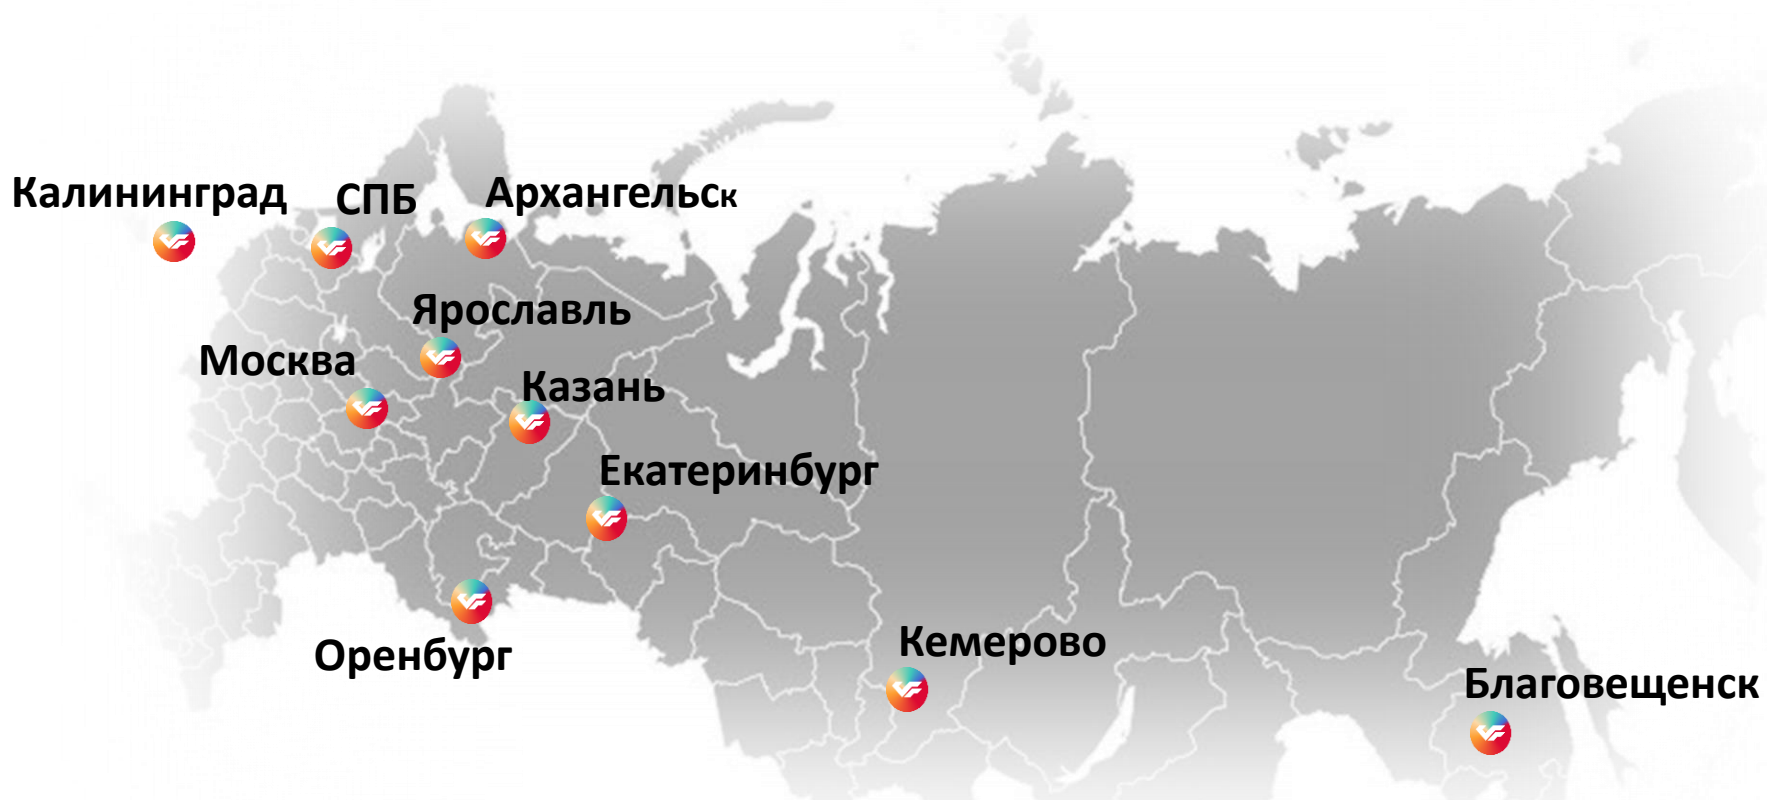 Калининград
СПБ
Архангельск
Ярославль
Москва
Казань
Екатеринбург
Оренбург
Кемерово
Благовещенск